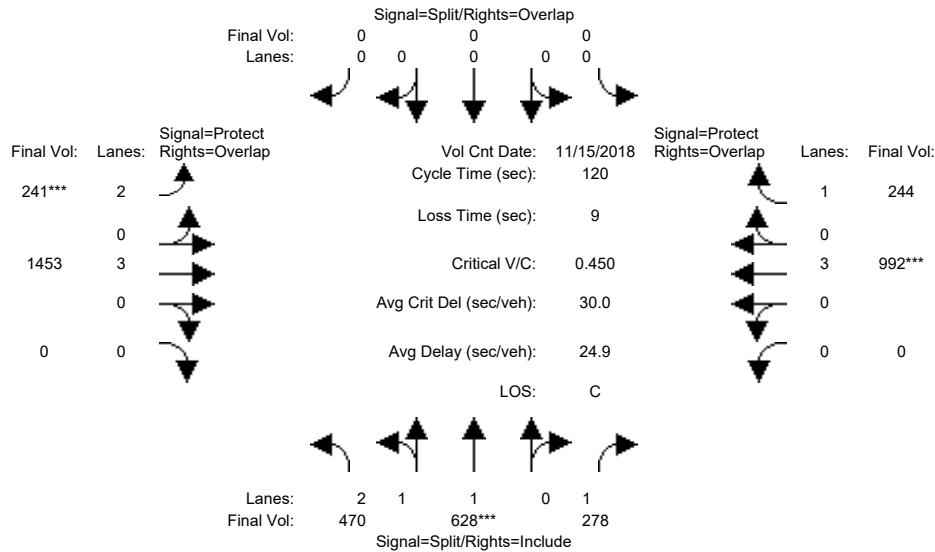 Signal=Split/Rights=Overlap
Final Vol: 0 0 0
Lanes: 0 0 0 0 0
Signal=Protect Signal=Protect
Final Vol: Lanes: Rights=Overlap Vol Cnt Date: 11/15/2018 Rights=Overlap Lanes: Final Vol:
Cycle Time (sec): 120
241*** 2 1 244
Loss Time (sec): 9
0 0
1453 3 Critical V/C: 0.450 3 992***
0 Avg Crit Del (sec/veh): 30.0 0
0 0 Avg Delay (sec/veh): 24.9 0 0
LOS: C
Lanes: 2 1 1 0 1
Final Vol: 470 628*** 278
Signal=Split/Rights=Include